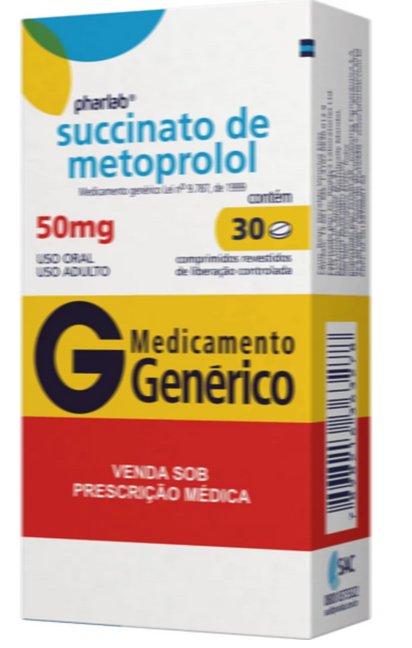 pharlab®
succinato de
metoprolol
Medicamento genérico Lei nº 9.787, de 1999
contém
50mg
30
USO ORAL
USO ADULTO
comprimidos revestidos
de liberação controlada
G
Medicamento
Genérico
VENDA SOB
PRESCRIÇÃO MÉDICA
SAC